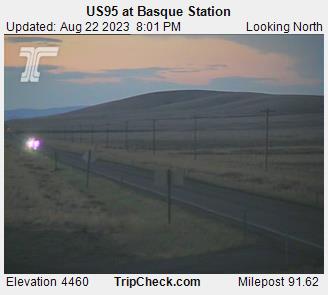 US95 at Basque Station
Updated: Aug 22 2023 8:01 PM Looking North
Elevation 4460 TripCheck.com Milepost 91.62